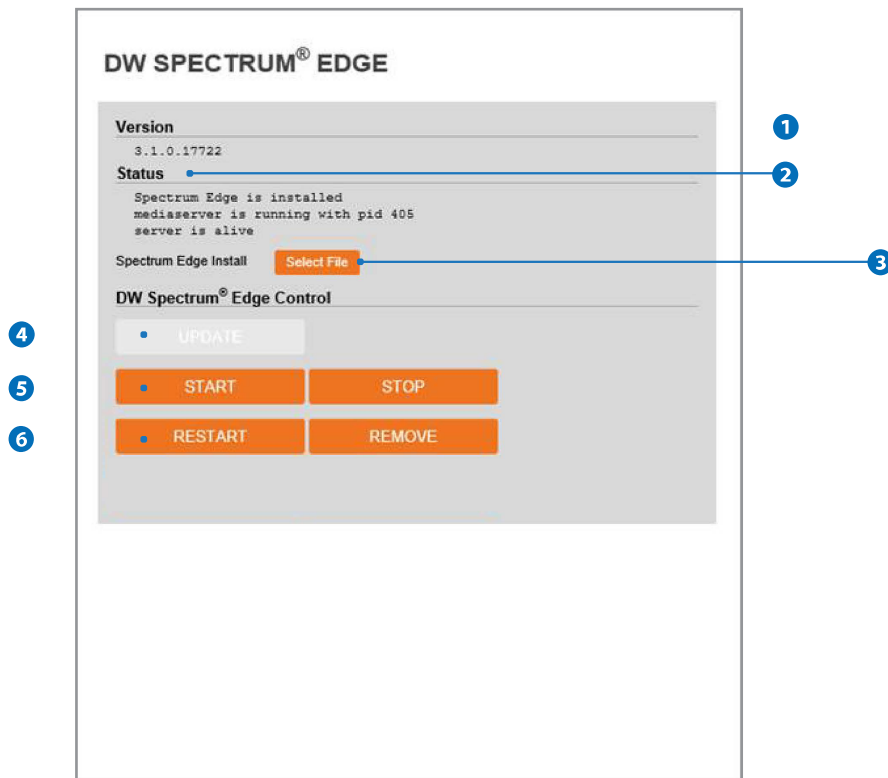 DW SPECTRUM® EDGE
Version
1
3.1.0.17722
Status
2
Spectrum Edge is installed
mediaserver is running with pid 405
server is alive
Spectrum Edge Install Select File
3
DW Spectrum® Edge Control
4 UPDATE
5 START STOP
6 RESTART REMOVE